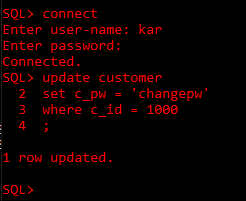 SQL> connect
Enter user-name: kar
Enter password:
Connected.
SQL> update customer
2 set c_pw = 'changepw'
3 where c_id = 1000
4 ;
1 row updated.
SQL>